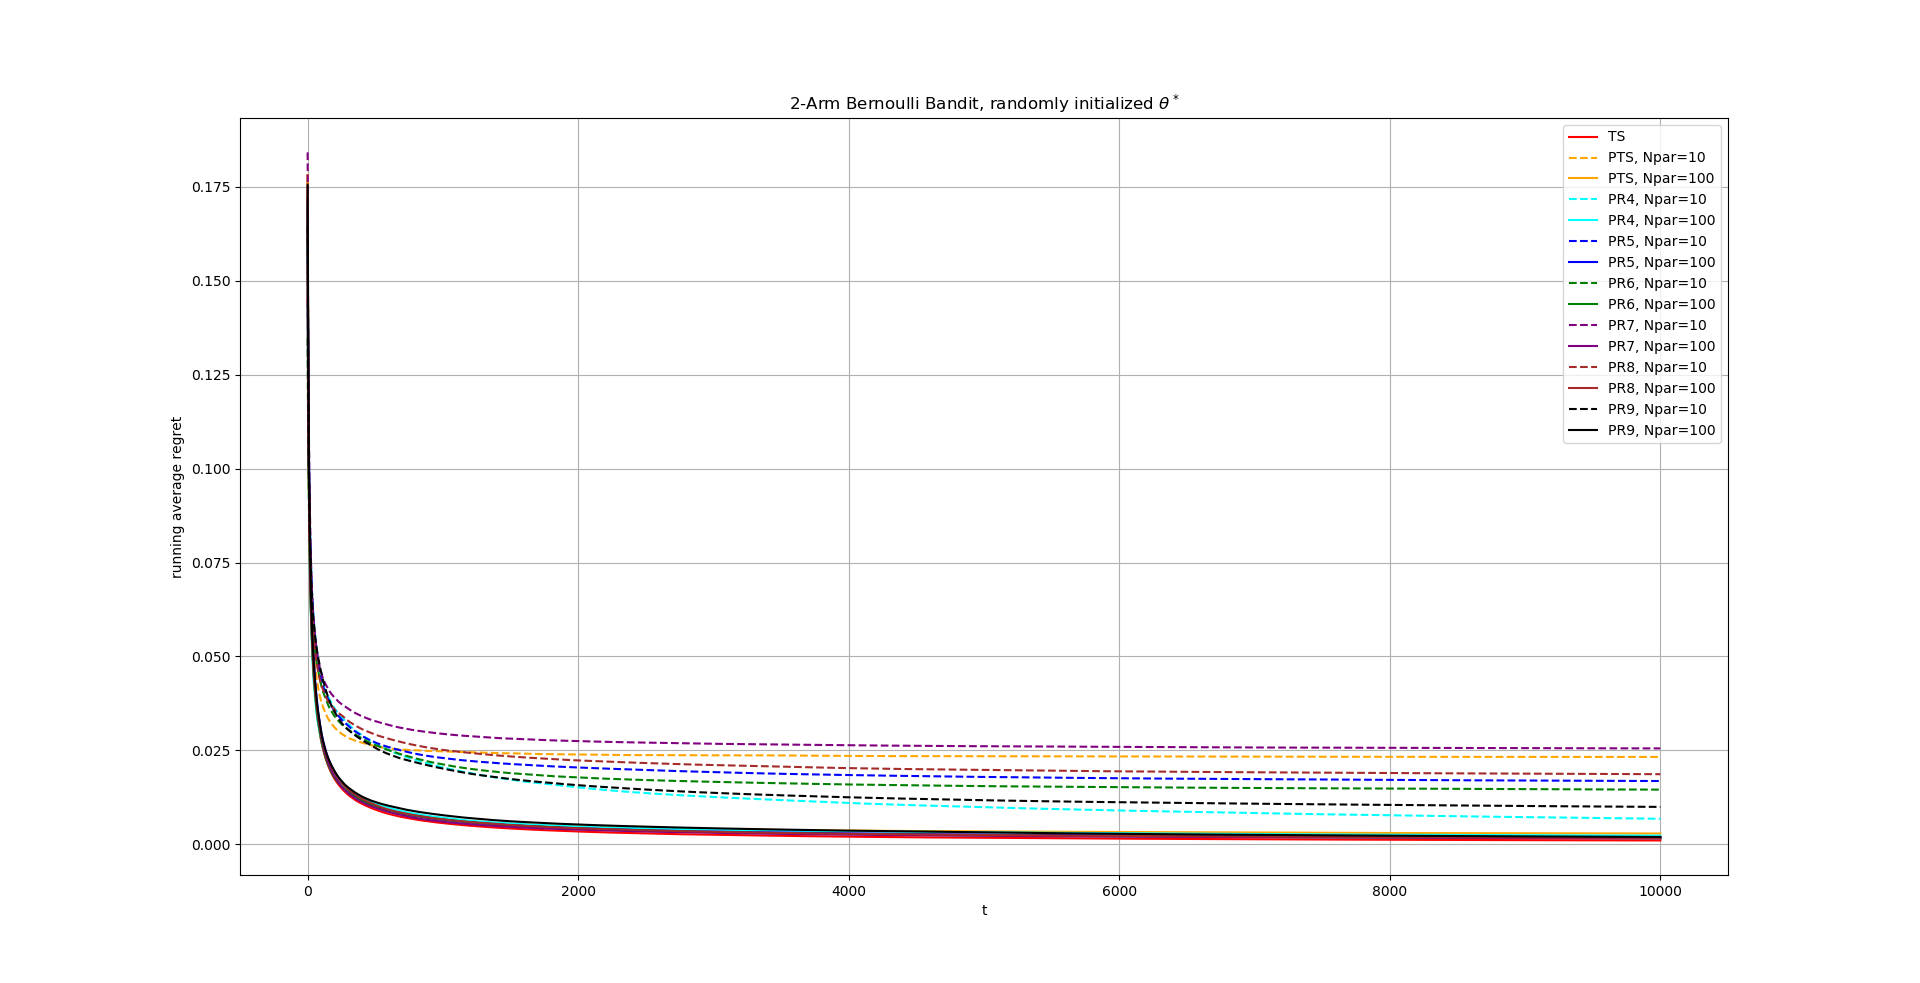 2-Arm Bernoulli Bandit, randomly initialized θ*
running average regret
0.175
0.150
0.125
0.100
0.075
0.050
0.025
0.000
0 2000 4000 6000 8000 10000
t
TS
PTS, Npar=10
PTS, Npar=100
PR4, Npar=10
PR4, Npar=100
PR5, Npar=10
PR5, Npar=100
PR6, Npar=10
PR6, Npar=100
PR7, Npar=10
PR7, Npar=100
PR8, Npar=10
PR8, Npar=100
PR9, Npar=10
PR9, Npar=100